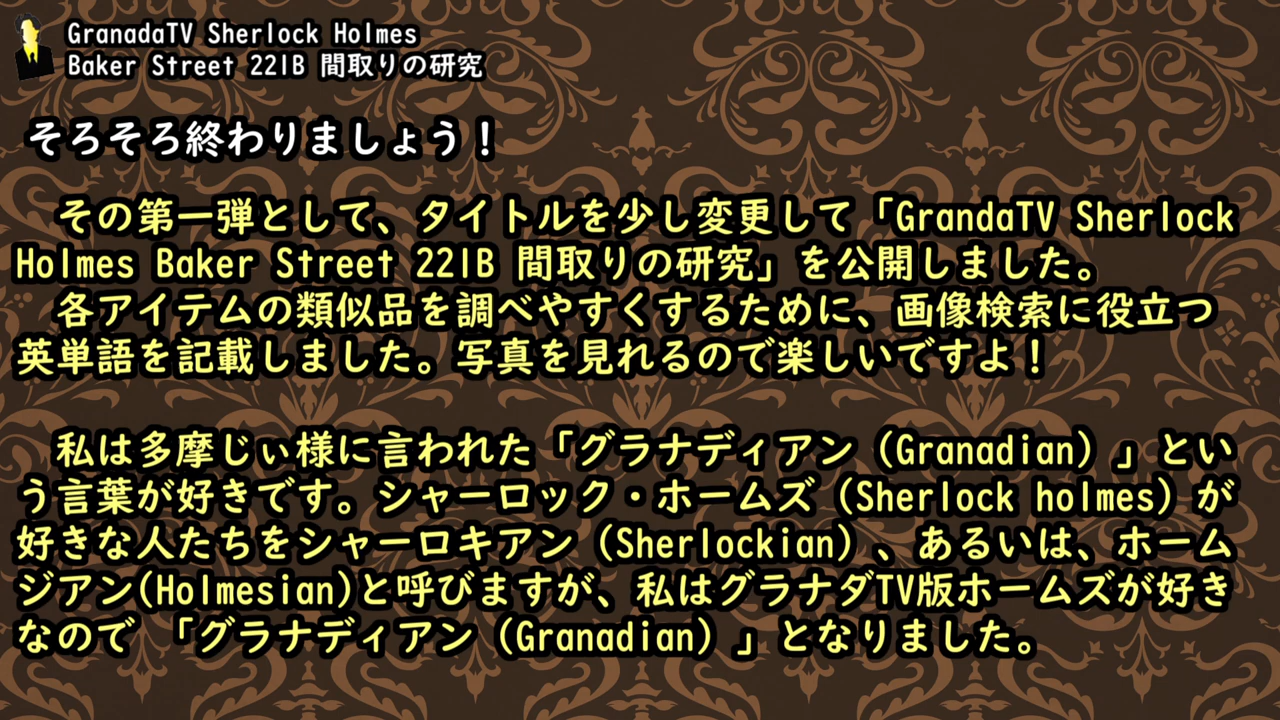 GranadaTV Sherlock Holmes
Baker Street 221B 間取りの研究
そろそろ終わりましょう!
その第一弾として、タイトルを少し変更して「GrandaTV Sherlock
Holmes Baker Street 221B 間取りの研究」を公開しました。
各アイテムの類似品を調べやすくするために、画像検索に役立つ
英単語を記載しました。写真を見れるので楽しいですよ!
私は多摩じぃ様に言われた「グラナディアン(Granadian)」とい
う言葉が好きです。シャーロック・ホームズ(Sherlock holmes)が
好きな人たちをシャーロキアン(Sherlockian)、あるいは、ホーム
ジアン(Holmesian)と呼びますが、私はグラナダTV版ホームズが好き
なので 「グラナディアン(Granadian)」となりました。